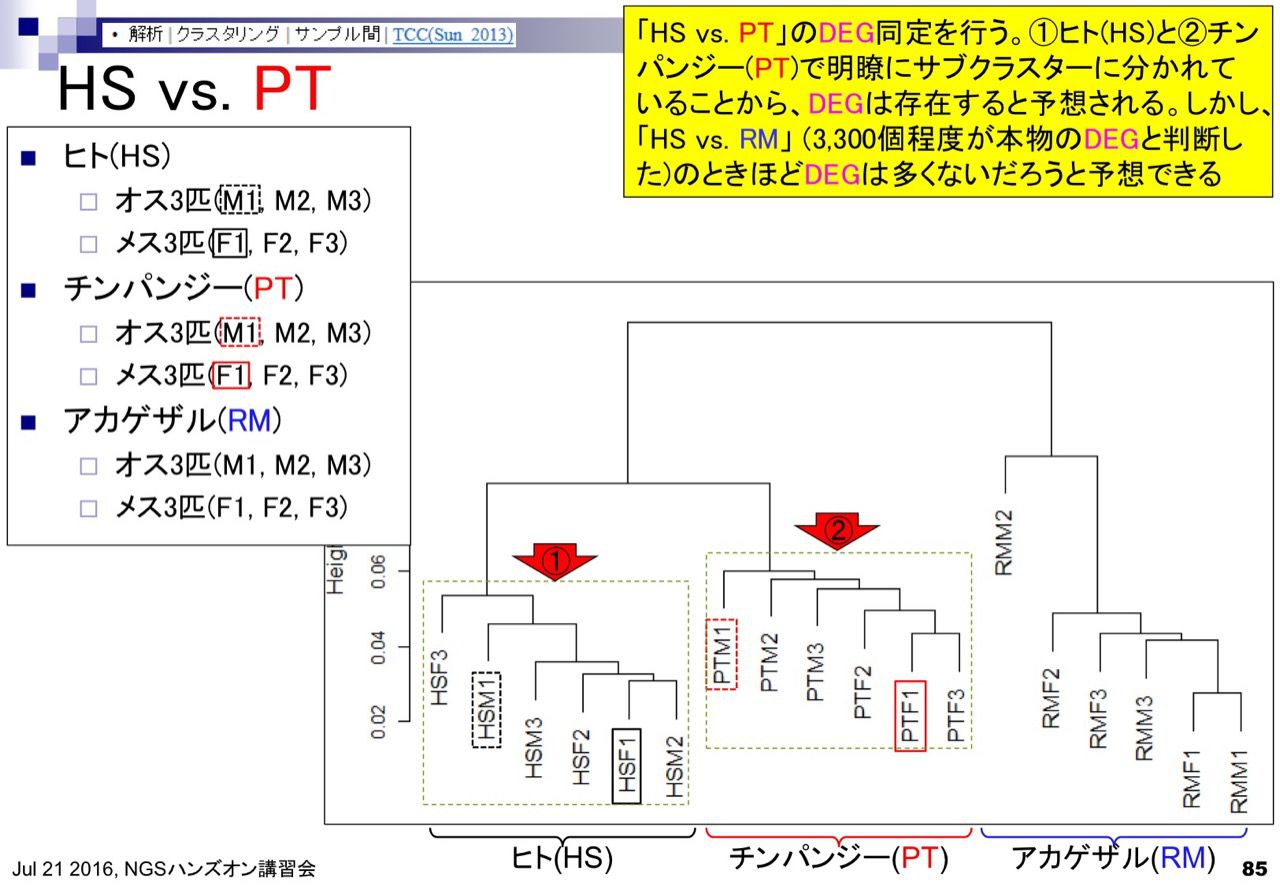 • 解析 | クラスタリング | サンプル間 | TCC(Sun_2013)
HS vs. PT
「HS vs. PT」のDEG同定を行う。①ヒト(HS)と②チン
パンジー(PT)で明瞭にサブクラスターに分かれて
いることから、DEGは存在すると予想される。しかし、
「HS vs. RM」 (3,300個程度が本物のDEGと判断し
た)のときほどDEGは多くないだろうと予想できる
ヒト(HS)
オス3匹(M1, M2, M3)
メス3匹(F1, F2, F3)
チンパンジー(PT)
オス3匹(M1, M2, M3)
メス3匹(F1, F2, F3)
アカゲザル(RM)
オス3匹(M1, M2, M3)
メス3匹(F1, F2, F3)
①
②
0.06
0.04
0.02
HSF3
HSM1
HSM3
HSF2
HSF1
HSM2
PTM1
PTM2
PTM3
PTF2
PTF1
PTF3
RMM2
RMF2
RMF3
RMM3
RMF1
RMM1
ヒト(HS)
チンパンジー(PT)
アカゲザル(RM)
Jul 21 2016, NGSハンズオン講習会
85